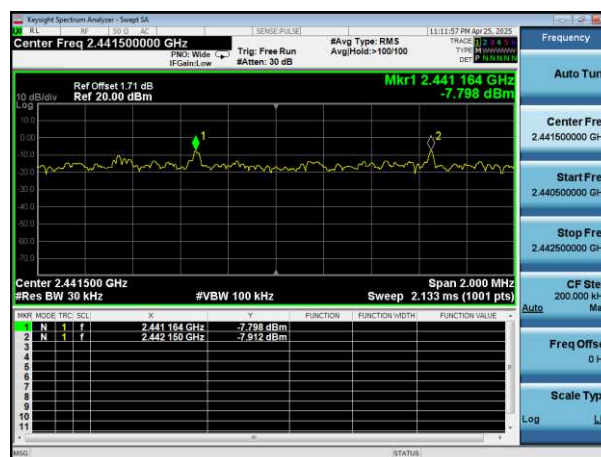 Keysight Spectrum Analyzer - Swept SA
RL RF 50 Ω AC SENSE:PULSE 11:11:57 PM Apr 25, 2025
Center Freq 2.441500000 GHz
PNO: Wide
IFGain:Low
Trig: Free Run
#Atten: 30 dB
#Avg Type: RMS
Avg|Hold:>100/100
TRACE 1 2 3 4 5 6
TYPE M
DET P N N N N N
Mkr1 2.441 164 GHz
-7.798 dBm
Ref Offset 1.71 dB
10 dB/div Ref 20.00 dBm
Log
10.0
0.00
-10.0
-20.0
-30.0
-40.0
-50.0
-60.0
-70.0
1
2
Center 2.441500 GHz Span 2.000 MHz
#Res BW 30 kHz #VBW 100 kHz Sweep 2.133 ms (1001 pts)
MKR MODE TRC SCL X Y FUNCTION FUNCTION WIDTH FUNCTION VALUE
1 N 1 f 2.441 164 GHz -7.798 dBm
2 N 1 f 2.442 150 GHz -7.912 dBm
3
4
5
6
7
8
9
10
11
MSG STATUS
Frequency
Auto Tun
Center Fre
2.441500000 GH
Start Fre
2.440500000 GH
Stop Fre
2.442500000 GH
CF Ste
200.000 kH
Auto Ma
Freq Offse
0 H
Scale Typ
Log Li